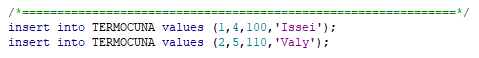 /*==============================================================*/
insert into TERMOCUNA values (1,4,100,'Issei');
insert into TERMOCUNA values (2,5,110,'Valy');